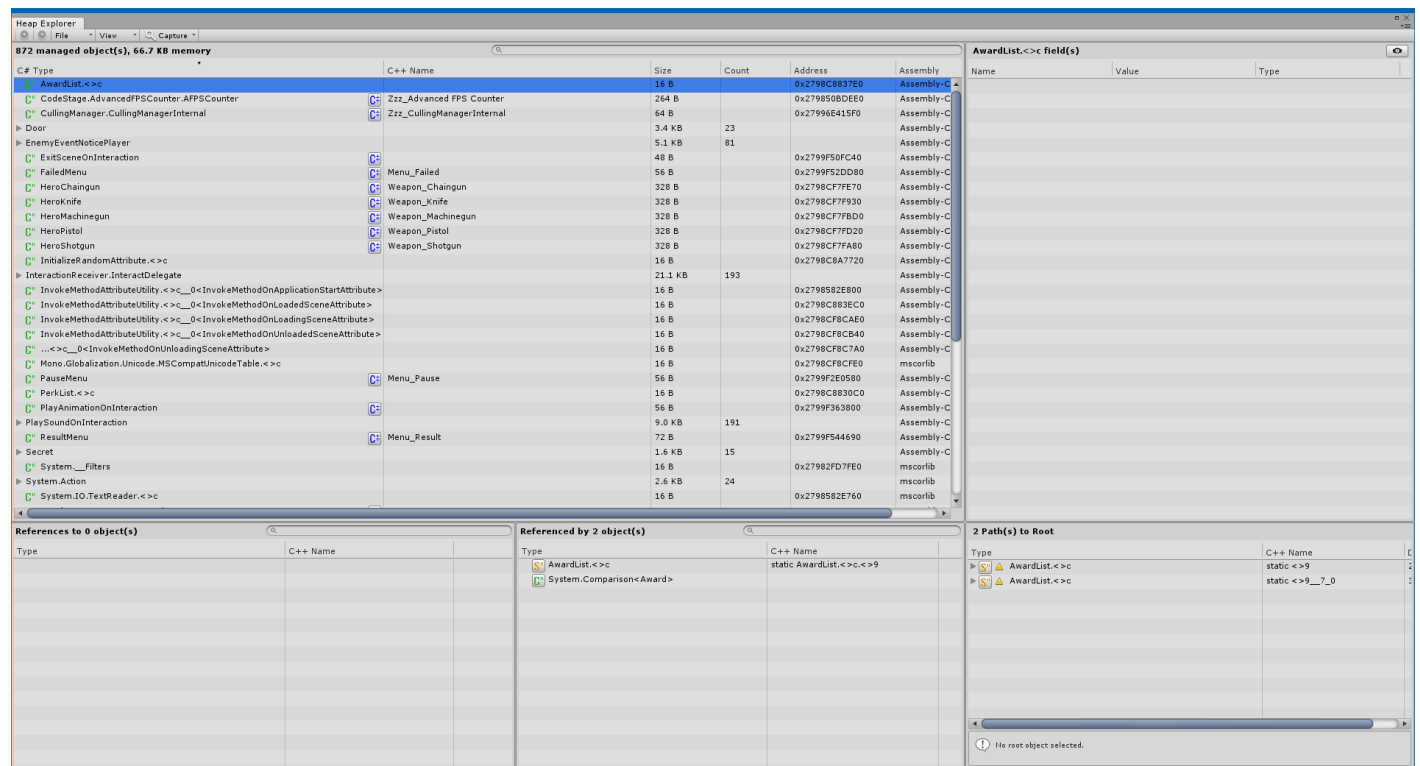 Heap Explorer
File View Capture
872 managed object(s), 66.7 KB memory
C# Type C++ Name Size Count Address Assembly
AwardList.<>c 16 B 0x2798C8837E0 Assembly-C
C# CodeStage.AdvancedFPSCounter.AFPSCounter C‡ Zzz_Advanced FPS Counter 264 B 0x279850BDEE0 Assembly-C
C# CullingManager.CullingManagerInternal C‡ Zzz_CullingManagerInternal 64 B 0x27996E415F0 Assembly-C
Door 3.4 KB 23 Assembly-C
EnemyEventNoticePlayer 5.1 KB 81 Assembly-C
C# ExitSceneOnInteraction C‡ 48 B 0x2799F50FC40 Assembly-C
C# FailedMenu C‡ Menu_Failed 56 B 0x2799F52DD80 Assembly-C
C# HeroChaingun C‡ Weapon_Chaingun 328 B 0x2798CF7FE70 Assembly-C
C# HeroKnife C‡ Weapon_Knife 328 B 0x2798CF7F930 Assembly-C
C# HeroMachinegun C‡ Weapon_Machinegun 328 B 0x2798CF7FBD0 Assembly-C
C# HeroPistol C‡ Weapon_Pistol 328 B 0x2798CF7FD20 Assembly-C
C# HeroShotgun C‡ Weapon_Shotgun 328 B 0x2798CF7FA80 Assembly-C
C# InitializeRandomAttribute.<>c 16 B 0x2798C8A7720 Assembly-C
InteractionReceiver.InteractDelegate 21.1 KB 193 Assembly-C
C# InvokeMethodAttributeUtility.<>c__0<InvokeMethodOnApplicationStartAttribute> 16 B 0x2798582E800 Assembly-C
C# InvokeMethodAttributeUtility.<>c__0<InvokeMethodOnLoadedSceneAttribute> 16 B 0x2798C883EC0 Assembly-C
C# InvokeMethodAttributeUtility.<>c__0<InvokeMethodOnLoadingSceneAttribute> 16 B 0x2798CF8CAE0 Assembly-C
C# InvokeMethodAttributeUtility.<>c__0<InvokeMethodOnUnloadedSceneAttribute> 16 B 0x2798CF8CB40 Assembly-C
C# ...<>c__0<InvokeMethodOnUnloadingSceneAttribute> 16 B 0x2798CF8C7A0 Assembly-C
C# Mono.Globalization.Unicode.MSCompatUnicodeTable.<>c 16 B 0x2798CF8CFE0 mscorlib
C# PauseMenu C‡ Menu_Pause 56 B 0x2799F2E0580 Assembly-C
C# PerkList.<>c 16 B 0x2798C8830C0 Assembly-C
C# PlayAnimationOnInteraction C‡ 56 B 0x2799F363800 Assembly-C
PlaySoundOnInteraction 9.0 KB 191 Assembly-C
C# ResultMenu C‡ Menu_Result 72 B 0x2799F544690 Assembly-C
Secret 1.6 KB 15 Assembly-C
C# System.__Filters 16 B 0x27982FD7FE0 mscorlib
System.Action 2.6 KB 24 mscorlib
C# System.IO.TextReader.<>c 16 B 0x2798582E760 mscorlib
AwardList.<>c field(s)
Name Value Type
References to 0 object(s)
Type C++ Name
Referenced by 2 object(s)
Type C++ Name
S# AwardList.<>c static AwardList.<>c.<>9
C# System.Comparison<Award>
2 Path(s) to Root
Type C++ Name
S# AwardList.<>c static <>9
S# AwardList.<>c static <>9__7_0
No root object selected.